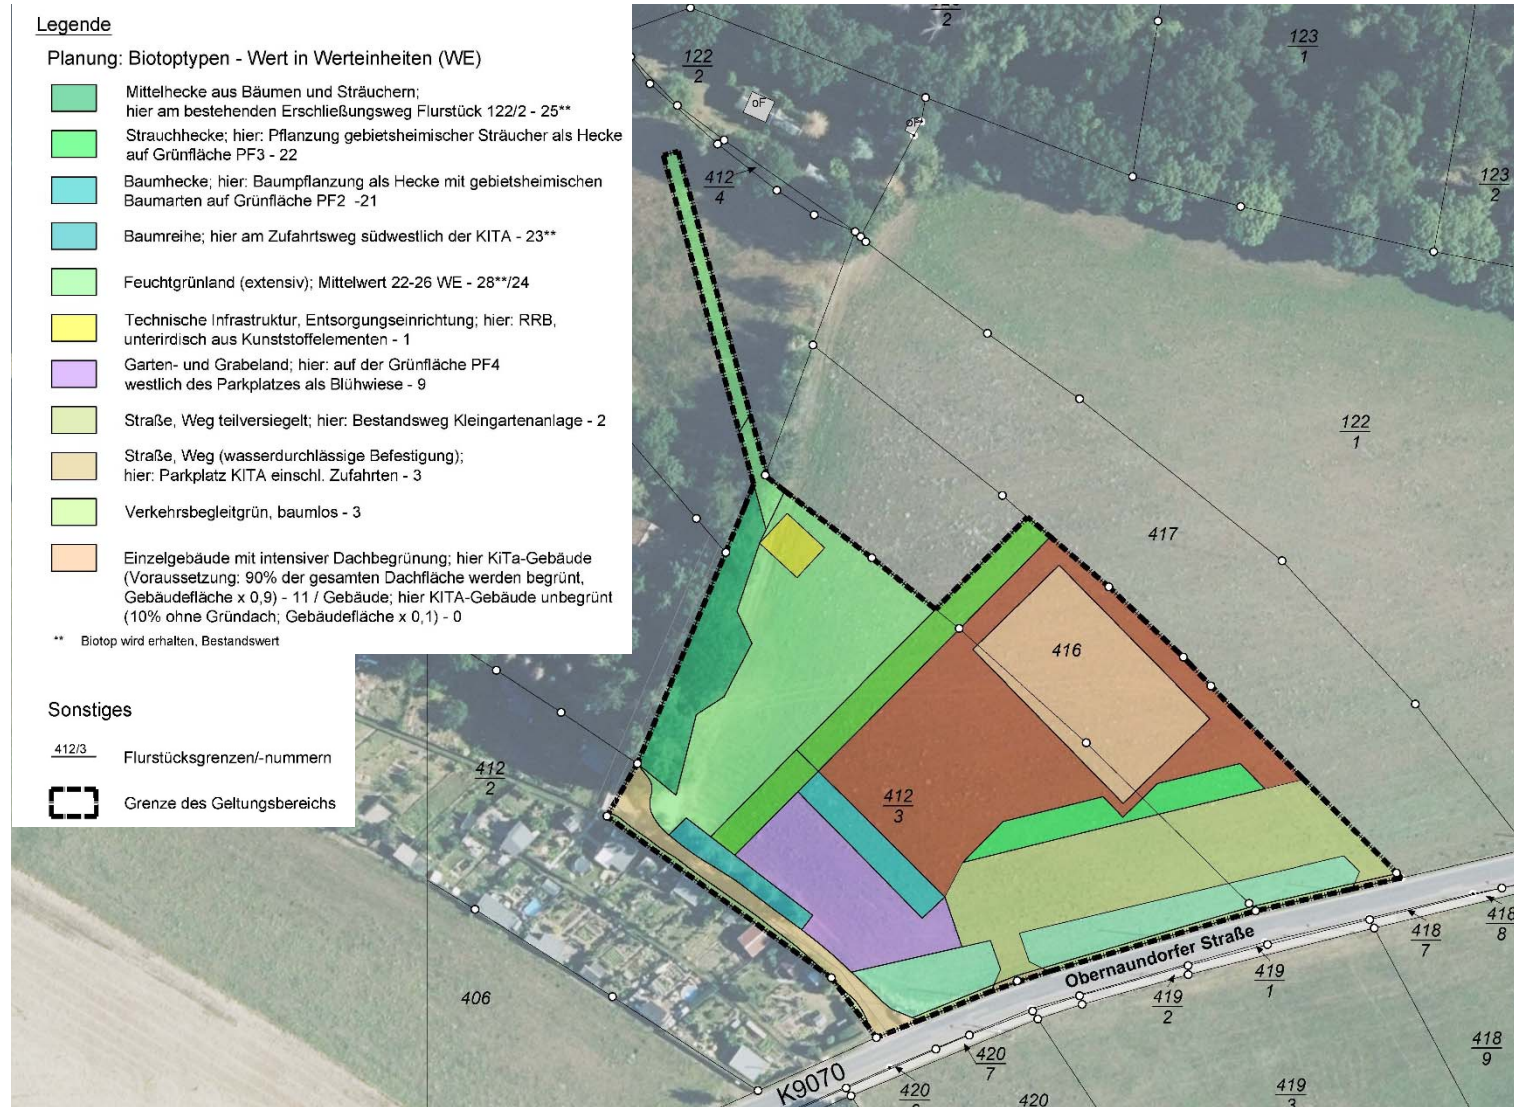 Legende
Planung: Biotoptypen - Wert in Werteinheiten (WE)
Mittelhecke aus Bäumen und Sträuchern;
hier am bestehenden Erschließungsweg Flurstück 122/2 - 25**
Strauchhecke; hier: Pflanzung gebietsheimischer Sträucher als Hecke
auf Grünfläche PF3 - 22
Baumhecke; hier: Baumpflanzung als Hecke mit gebietsheimischen
Baumarten auf Grünfläche PF2 -21
Baumreihe; hier am Zufahrtsweg südwestlich der KITA - 23**
Feuchtgrünland (extensiv); Mittelwert 22-26 WE - 28**/24
Technische Infrastruktur, Entsorgungseinrichtung; hier: RRB,
unterirdisch aus Kunststoffelementen - 1
Garten- und Grabeland; hier: auf der Grünfläche PF4
westlich des Parkplatzes als Blühwiese - 9
Straße, Weg teilversiegelt; hier: Bestandsweg Kleingartenanlage - 2
Straße, Weg (wasserdurchlässige Befestigung);
hier: Parkplatz KITA einschl. Zufahrten - 3
Verkehrsbegleitgrün, baumlos - 3
Einzelgebäude mit intensiver Dachbegrünung; hier KiTa-Gebäude
(Voraussetzung: 90% der gesamten Dachfläche werden begrünt,
Gebäudefläche x 0,9) - 11 / Gebäude; hier KITA-Gebäude unbegrünt
(10% ohne Gründach; Gebäudefläche x 0,1) - 0
** Biotop wird erhalten, Bestandswert
Sonstiges
412/3 Flurstücksgrenzen/-nummern
Grenze des Geltungsbereichs
2
122
2
123
1
123
2
oF
oF
412
4
122
1
417
416
412
3
412
2
406
Obernaundorfer Straße
K9070
418
8
418
7
419
1
419
2
418
9
420
7
420
420
419
3